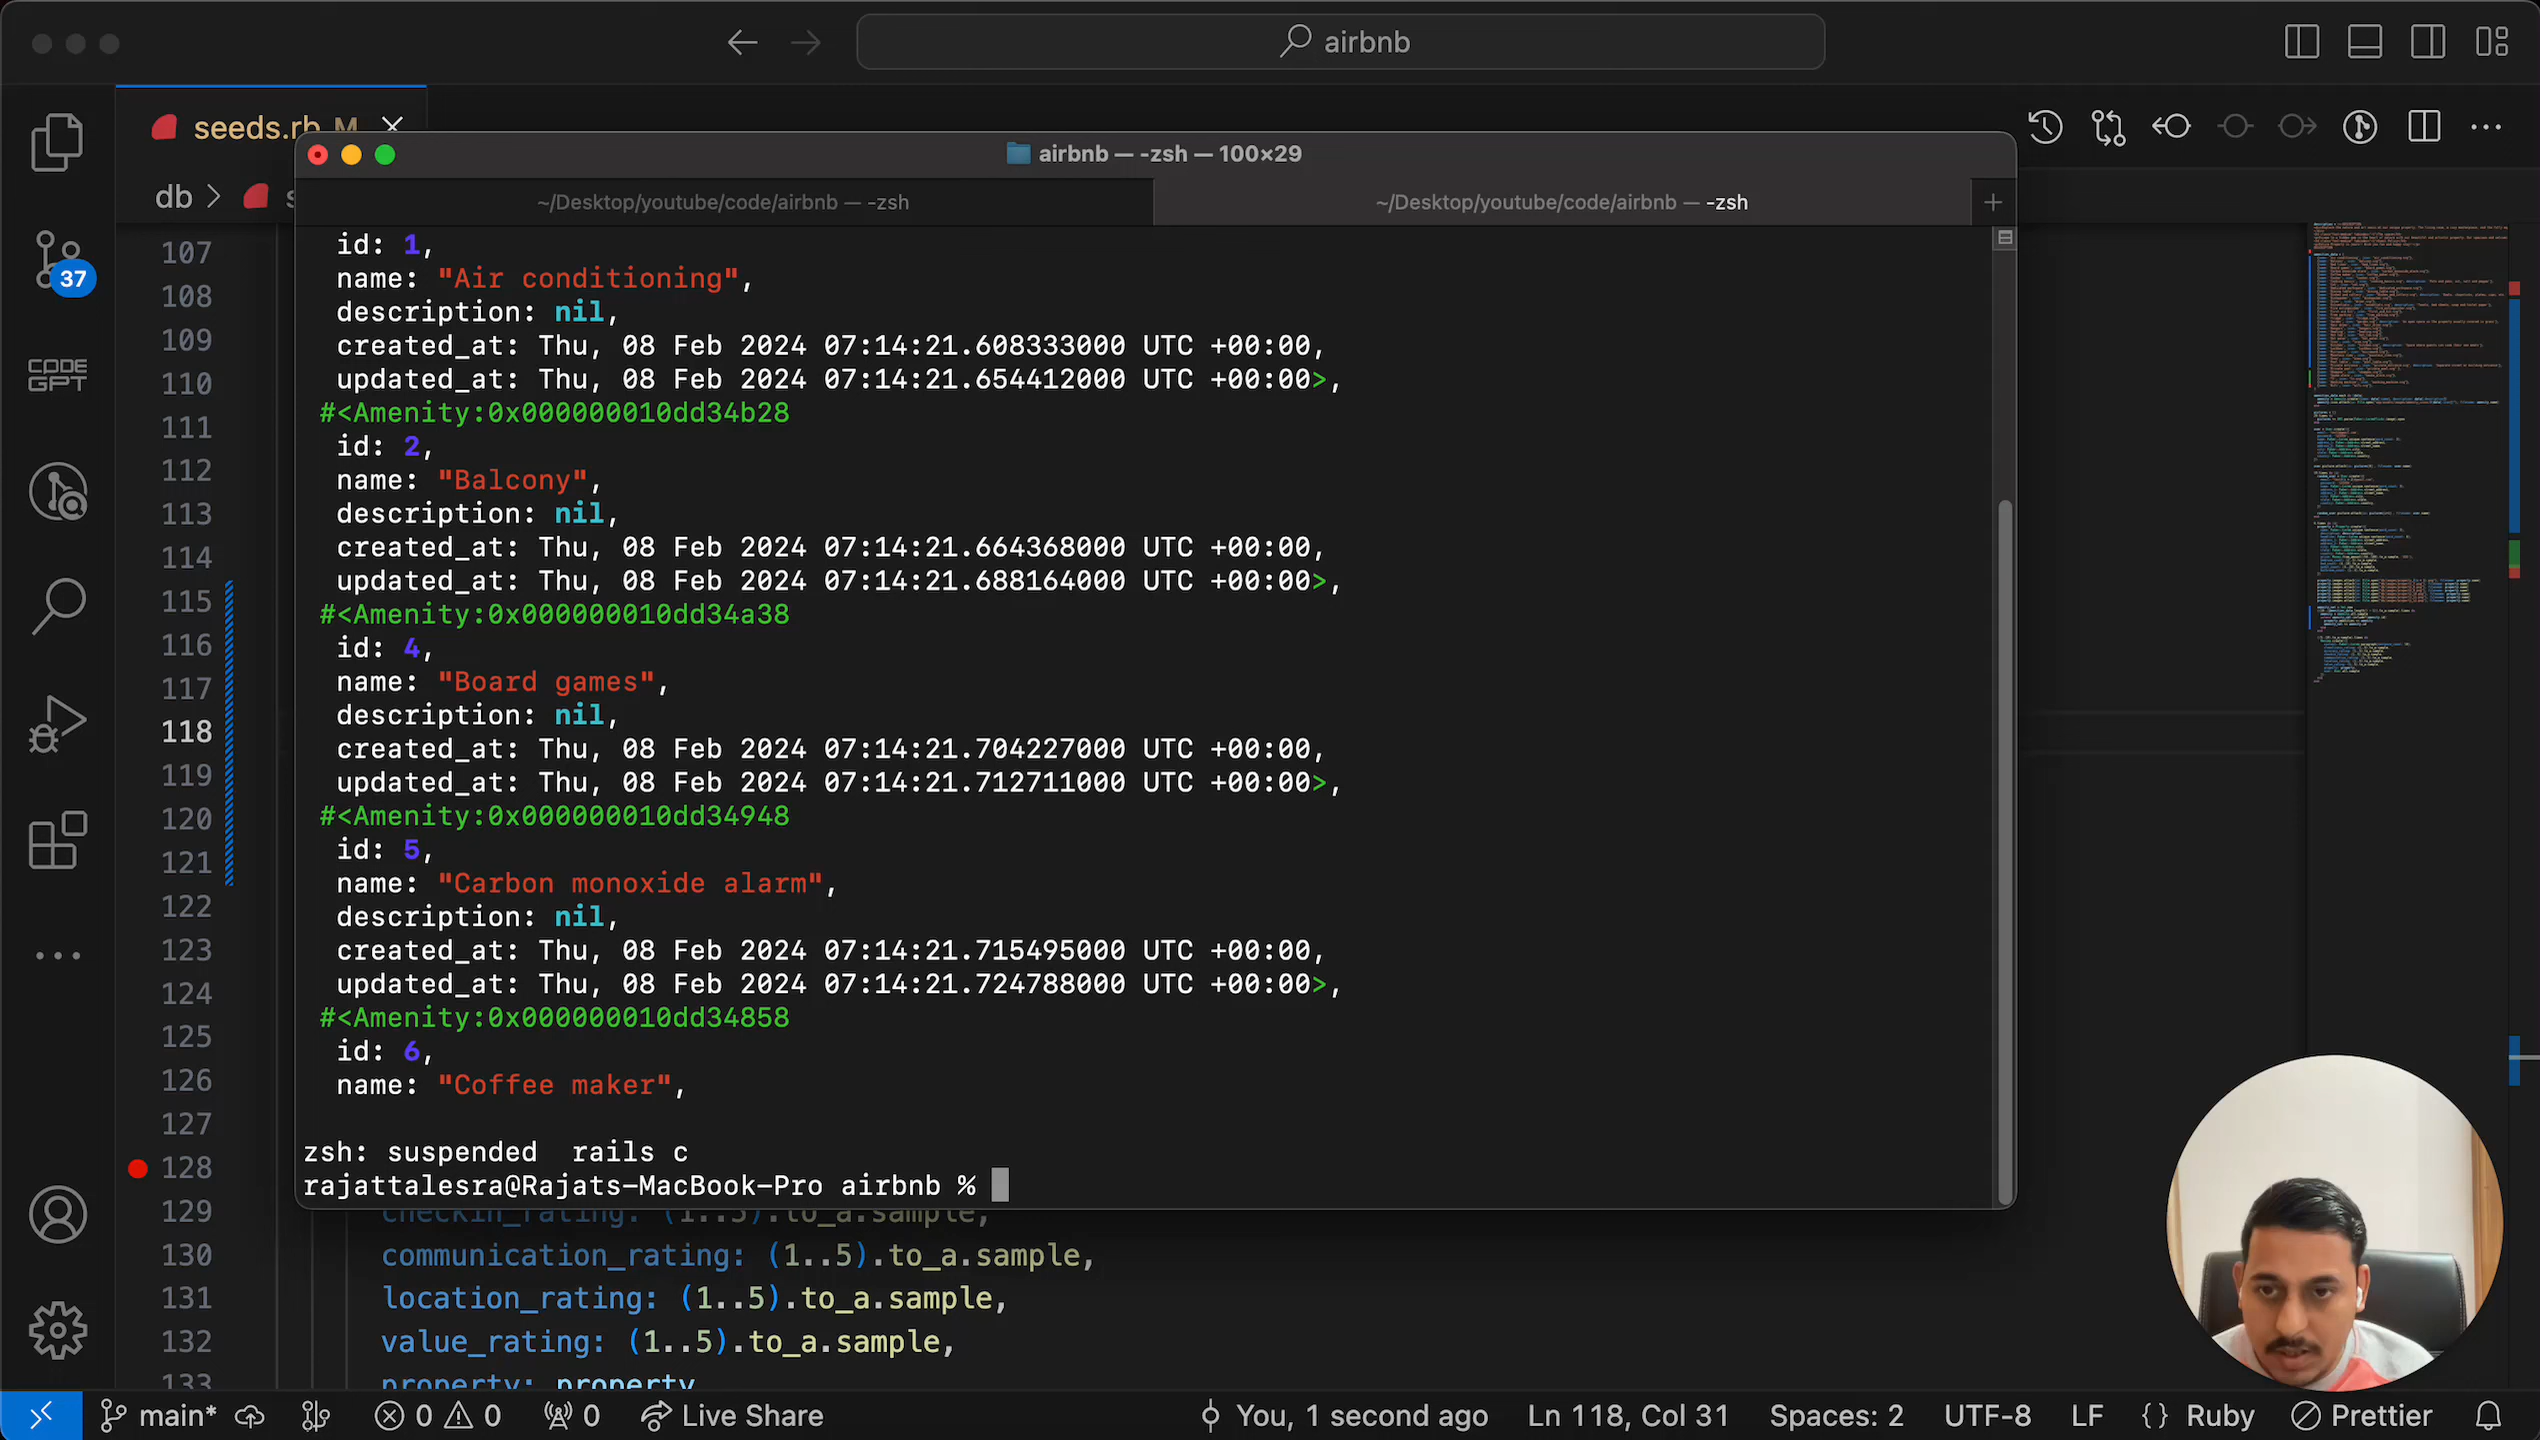 airbnb
seeds.rb M
airbnb — -zsh — 100×29
~/Desktop/youtube/code/airbnb — -zsh
~/Desktop/youtube/code/airbnb — -zsh
db
37
CODE
GPT
107
108
109
110
111
112
113
114
115
116
117
118
119
120
121
122
123
124
125
126
127
128
129
130
131
132
133
id: 1,
name: "Air conditioning",
description: nil,
created_at: Thu, 08 Feb 2024 07:14:21.608333000 UTC +00:00,
updated_at: Thu, 08 Feb 2024 07:14:21.654412000 UTC +00:00>,
#<Amenity:0x000000010dd34b28
id: 2,
name: "Balcony",
description: nil,
created_at: Thu, 08 Feb 2024 07:14:21.664368000 UTC +00:00,
updated_at: Thu, 08 Feb 2024 07:14:21.688164000 UTC +00:00>,
#<Amenity:0x000000010dd34a38
id: 4,
name: "Board games",
description: nil,
created_at: Thu, 08 Feb 2024 07:14:21.704227000 UTC +00:00,
updated_at: Thu, 08 Feb 2024 07:14:21.712711000 UTC +00:00>,
#<Amenity:0x000000010dd34948
id: 5,
name: "Carbon monoxide alarm",
description: nil,
created_at: Thu, 08 Feb 2024 07:14:21.715495000 UTC +00:00,
updated_at: Thu, 08 Feb 2024 07:14:21.724788000 UTC +00:00>,
#<Amenity:0x000000010dd34858
id: 6,
name: "Coffee maker",
zsh: suspended  rails c
rajattalesra@Rajats-MacBook-Pro airbnb %
checkin_rating: (1..5).to_a.sample,
communication_rating: (1..5).to_a.sample,
location_rating: (1..5).to_a.sample,
value_rating: (1..5).to_a.sample,
property: property
main* 0 0 0 Live Share You, 1 second ago Ln 118, Col 31 Spaces: 2 UTF-8 LF {} Ruby Prettier